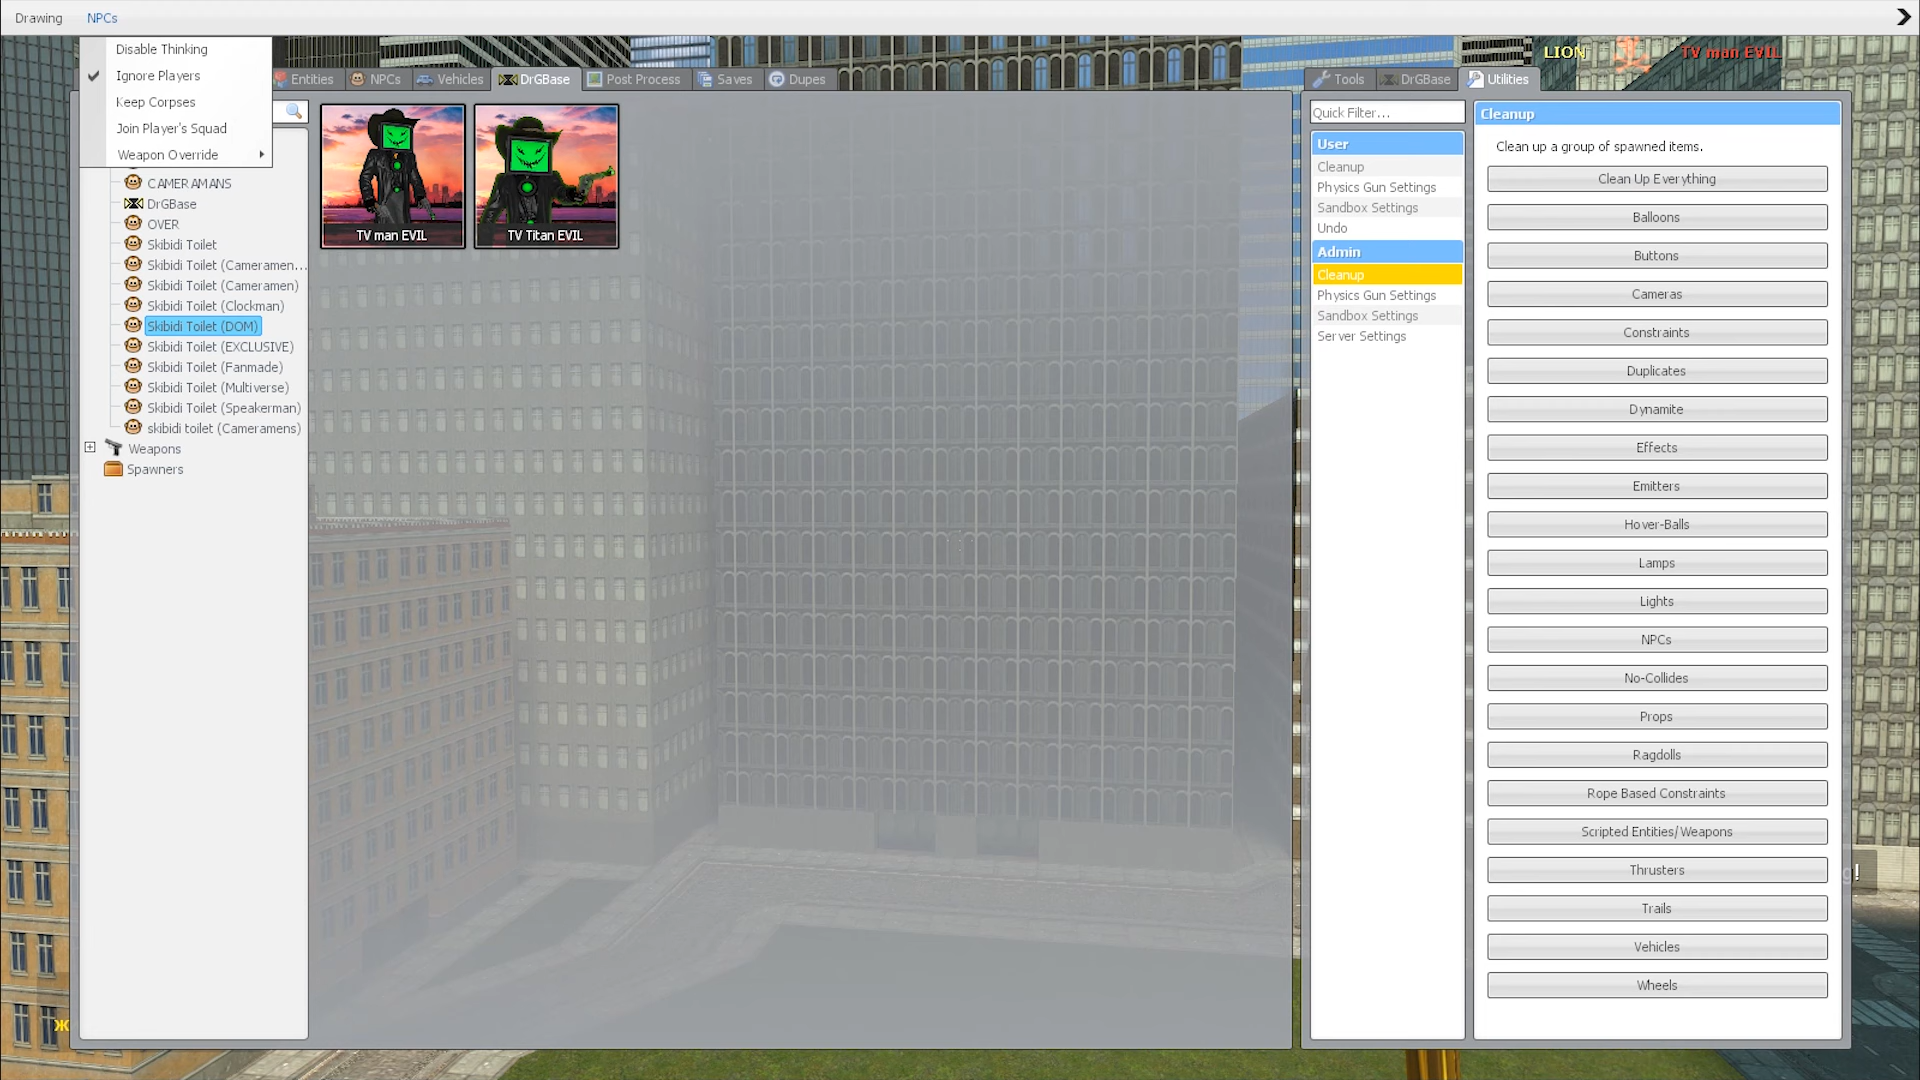 Drawing
NPCs
Disable Thinking
Ignore Players
Keep Corpses
Join Player's Squad
Weapon Override
Entities
NPCs
Vehicles
DrGBase
Post Process
Saves
Dupes
CAMERAMANS
DrGBase
OVER
Skibidi Toilet
Skibidi Toilet (Cameramen...
Skibidi Toilet (Cameramen)
Skibidi Toilet (Clockman)
Skibidi Toilet (DOM)
Skibidi Toilet (EXCLUSIVE)
Skibidi Toilet (Fanmade)
Skibidi Toilet (Multiverse)
Skibidi Toilet (Speakerman)
skibidi toilet (Cameramens)
Weapons
Spawners
TV man EVIL
TV Titan EVIL
LION
TV man EVIL
Tools
DrGBase
Utilities
Quick Filter...
User
Cleanup
Physics Gun Settings
Sandbox Settings
Undo
Admin
Cleanup
Physics Gun Settings
Sandbox Settings
Server Settings
Cleanup
Clean up a group of spawned items.
Clean Up Everything
Balloons
Buttons
Cameras
Constraints
Duplicates
Dynamite
Effects
Emitters
Hover-Balls
Lamps
Lights
NPCs
No-Collides
Props
Ragdolls
Rope Based Constraints
Scripted Entities/Weapons
Thrusters
Trails
Vehicles
Wheels
Ж